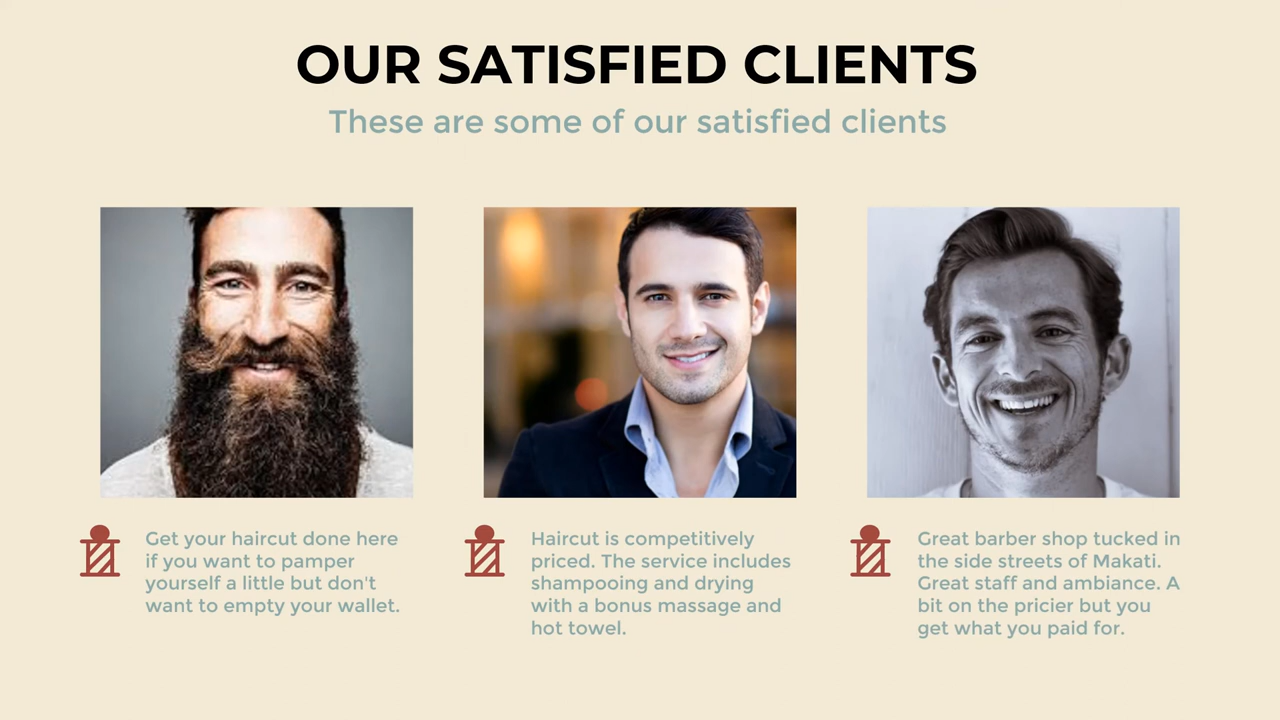 OUR SATISFIED CLIENTS
These are some of our satisfied clients
Get your haircut done here
if you want to pamper
yourself a little but don't
want to empty your wallet.
Haircut is competitively
priced. The service includes
shampooing and drying
with a bonus massage and
hot towel.
Great barber shop tucked in
the side streets of Makati.
Great staff and ambiance. A
bit on the pricier but you
get what you paid for.